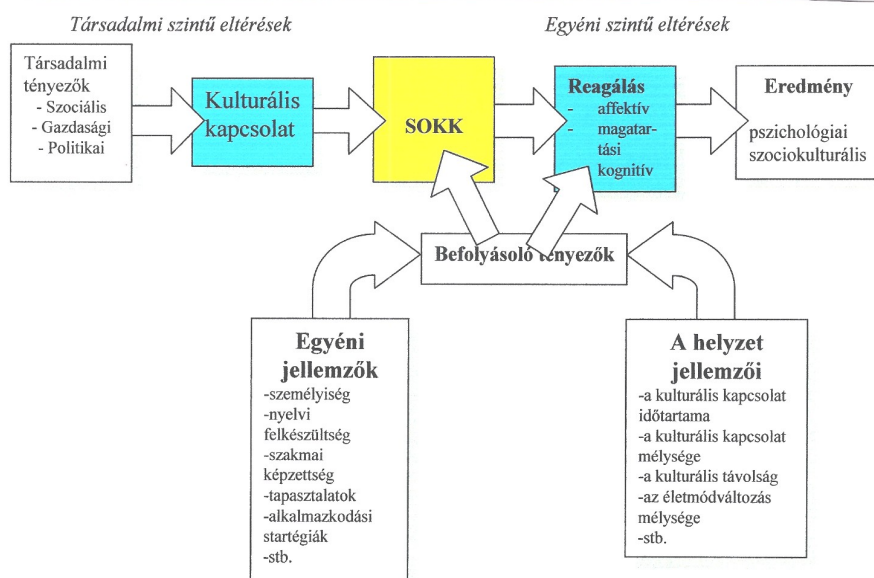 Társadalmi szintű eltérések
Egyéni szintű eltérések
Társadalmi
tényezők
- Szociális
- Gazdasági
- Politikai
Kulturális
kapcsolat
SOKK
Reagálás
- affektív
- magatar-
tási
kognitív
Eredmény
pszichológiai
szociokulturális
Befolyásoló tényezők
Egyéni
jellemzők
-személyiség
-nyelvi
felkészültség
-szakmai
képzettség
-tapasztalatok
-alkalmazkodási
startégiák
-stb.
A helyzet
jellemzői
-a kulturális kapcsolat
időtartama
-a kulturális kapcsolat
mélysége
-a kulturális távolság
-az életmódváltozás
mélysége
-stb.